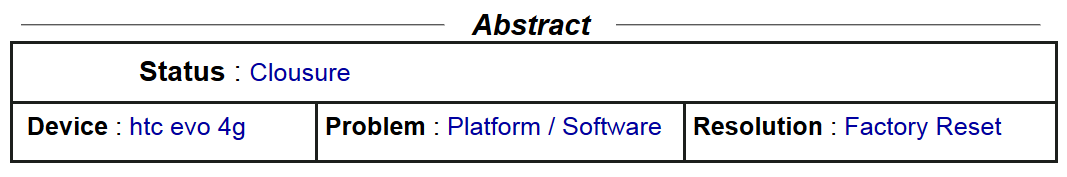 Abstract
Status : Clousure
Device : htc evo 4g
Problem : Platform / Software
Resolution : Factory Reset